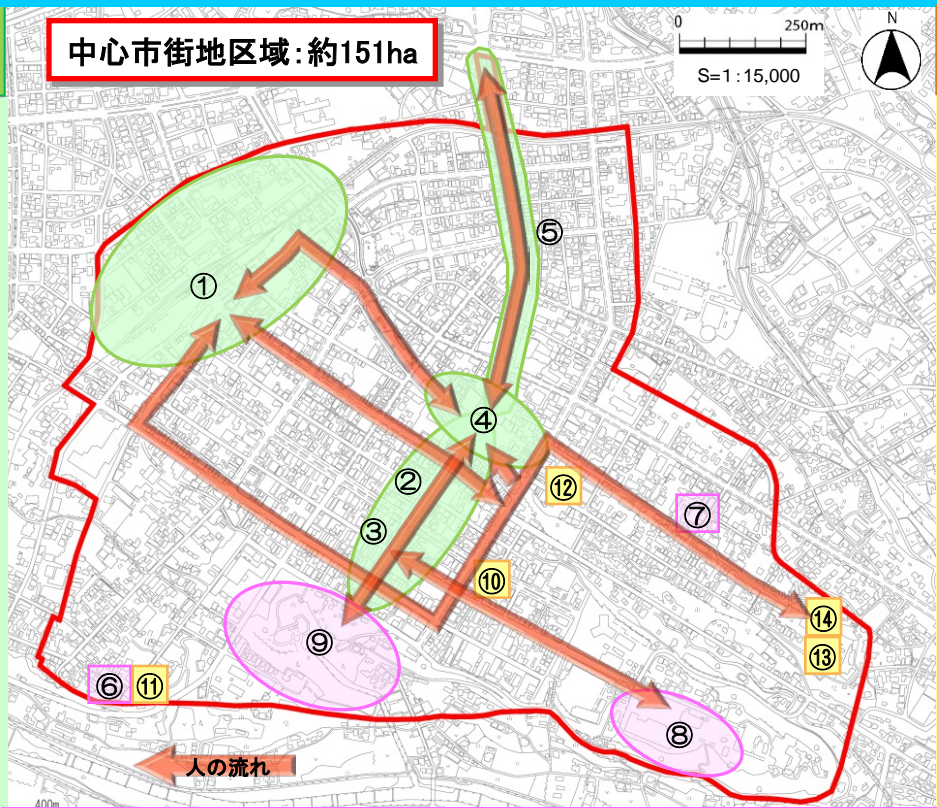 中心市街地区域:約151ha
0 250m
S=1:15,000
N
⑤
①
④
②
⑫
⑦
③
⑩
⑭
⑨
⑬
⑥ ⑪
⑧
人の流れ
400m